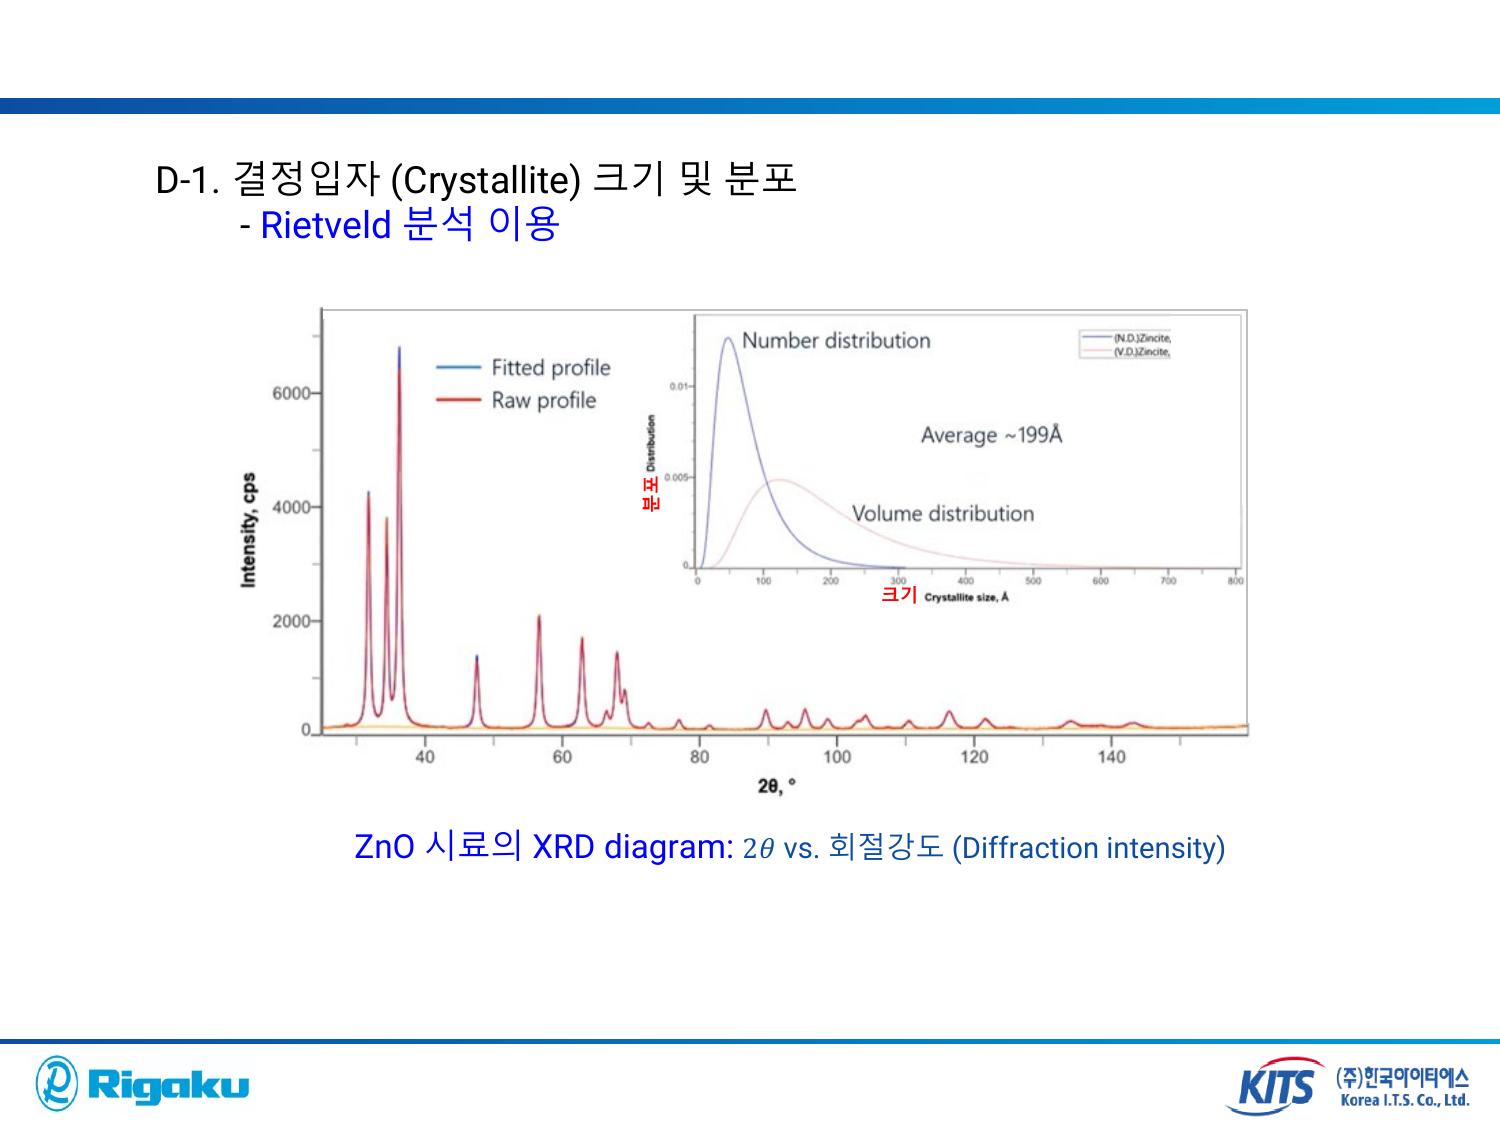 D-1. 결정입자 (Crystallite) 크기 및 분포
- Rietveld 분석 이용
Fitted profile
Raw profile
Number distribution
(N.D.)Zincite,
(V.D.)Zincite,
Average ~199Å
Volume distribution
분포 Distribution
0.01
0.005
0
0 100 200 300 400 500 600 700 800
크기 Crystallite size, Å
Intensity, cps
6000
4000
2000
0
40 60 80 100 120 140
2θ, °
ZnO 시료의 XRD diagram: 2𝜃 vs. 회절강도 (Diffraction intensity)
Rigaku
KITS
(주)한국아이티에스
Korea I.T.S. Co., Ltd.